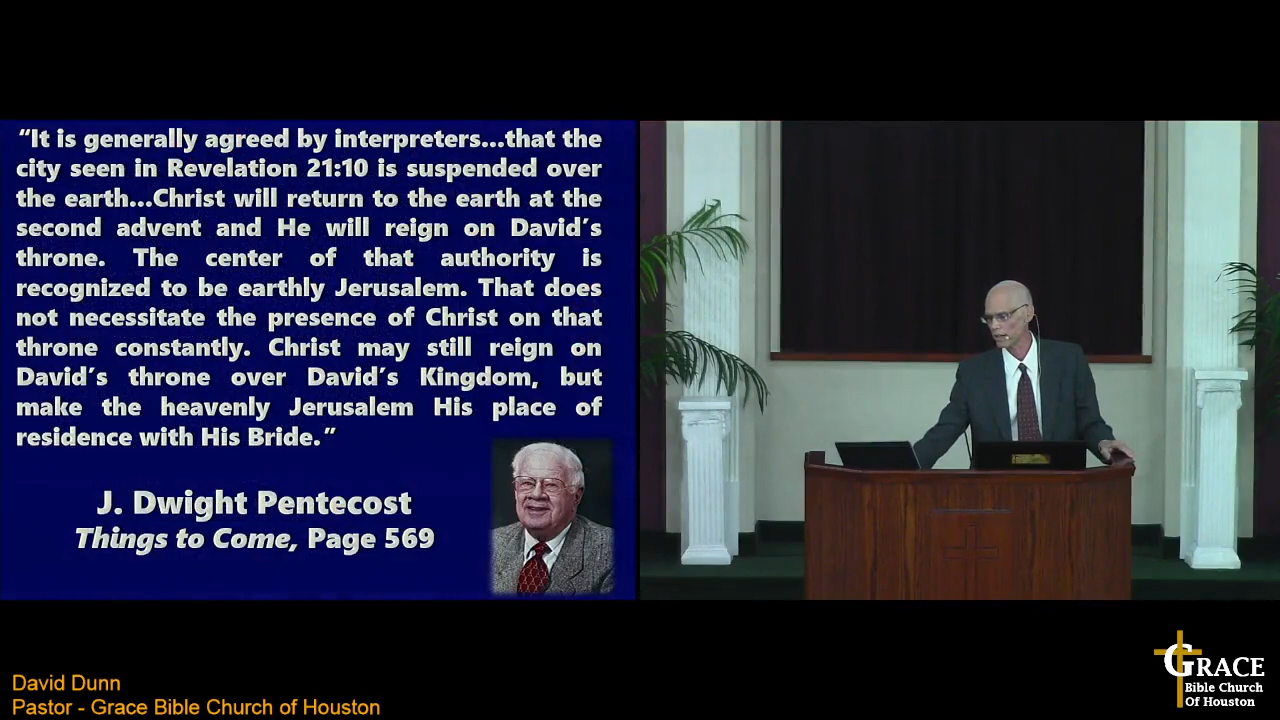 “It is generally agreed by interpreters...that the
city seen in Revelation 21:10 is suspended over
the earth...Christ will return to the earth at the
second advent and He will reign on David’s
throne. The center of that authority is
recognized to be earthly Jerusalem. That does
not necessitate the presence of Christ on that
throne constantly. Christ may still reign on
David’s throne over David’s Kingdom, but
make the heavenly Jerusalem His place of
residence with His Bride.”
J. Dwight Pentecost
Things to Come, Page 569
David Dunn
Pastor - Grace Bible Church of Houston
GRACE
Bible Church
Of Houston